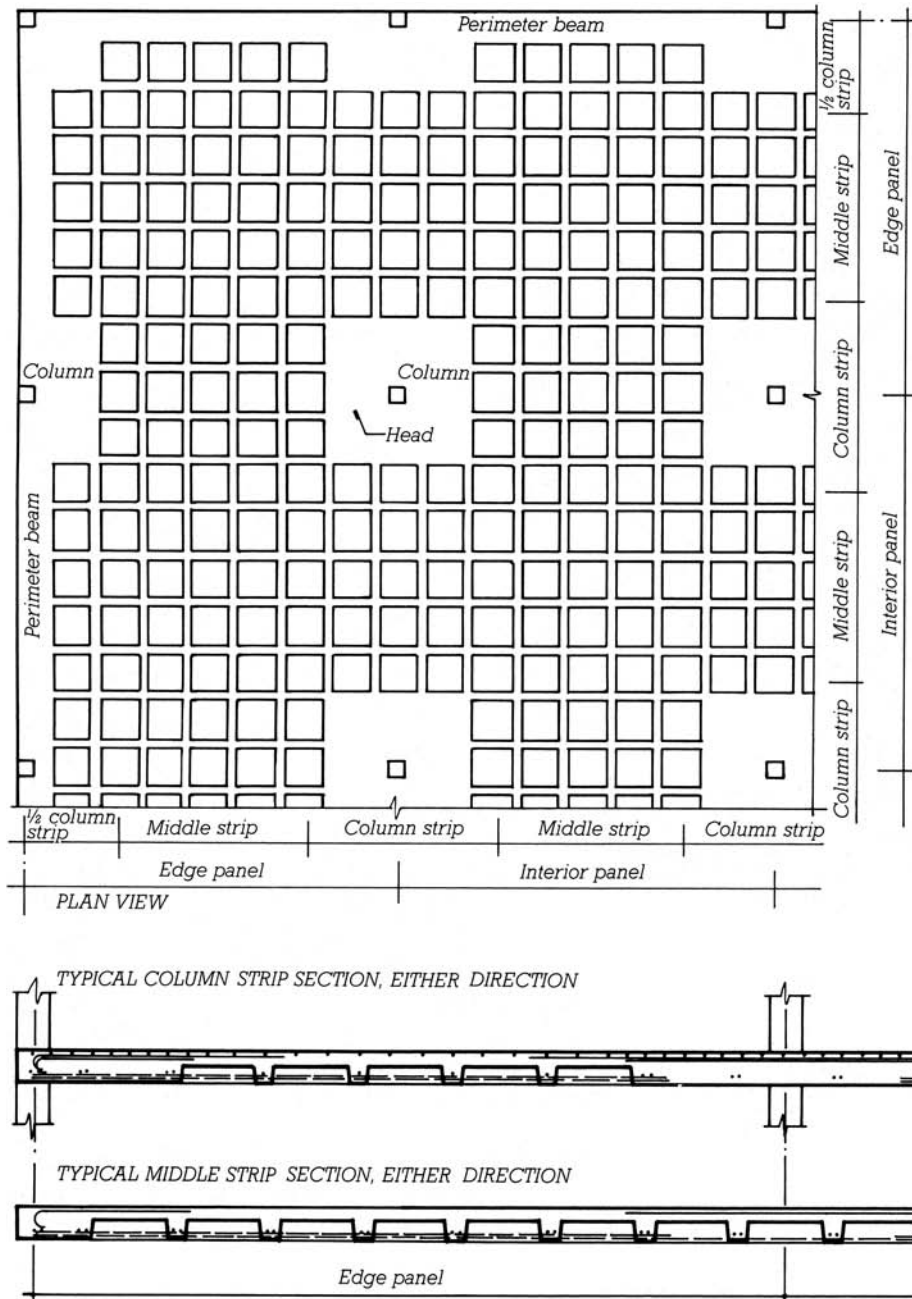 Perimeter beam
½ column
strip
Middle strip
Edge panel
Column
Column
Head
Column strip
Perimeter beam
Middle strip
Interior panel
Column strip
½ column
strip
Middle strip
Column strip
Middle strip
Column strip
Edge panel
Interior panel
PLAN VIEW
TYPICAL COLUMN STRIP SECTION, EITHER DIRECTION
TYPICAL MIDDLE STRIP SECTION, EITHER DIRECTION
Edge panel